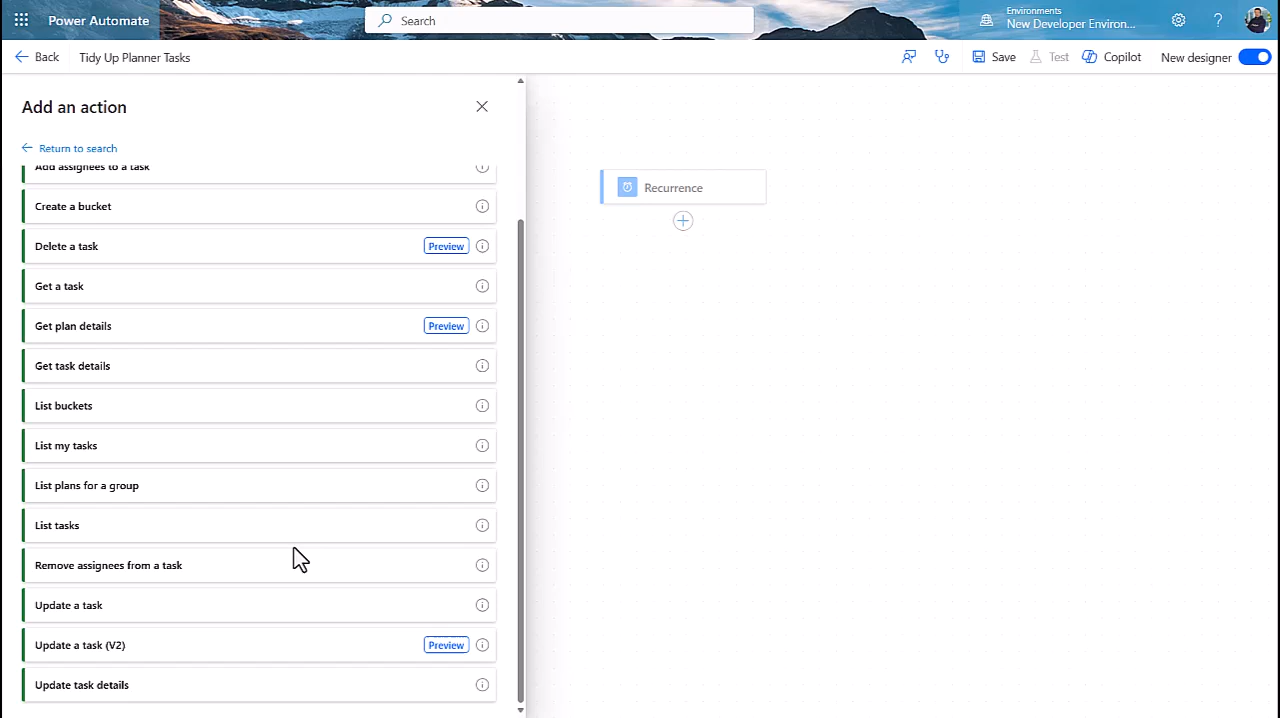 Power Automate
Search
Environments
New Developer Environ...
Back
Tidy Up Planner Tasks
Save
Test
Copilot
New designer
Add an action
Return to search
Add assignees to a task
Create a bucket
Delete a task
Preview
Get a task
Get plan details
Preview
Get task details
List buckets
List my tasks
List plans for a group
List tasks
Remove assignees from a task
Update a task
Update a task (V2)
Preview
Update task details
Recurrence